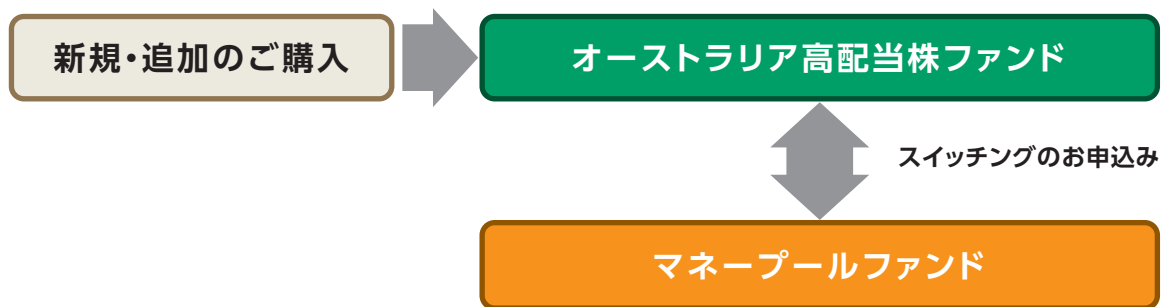 新規・追加のご購入
オーストラリア高配当株ファンド
スイッチングのお申込み
マネープールファンド